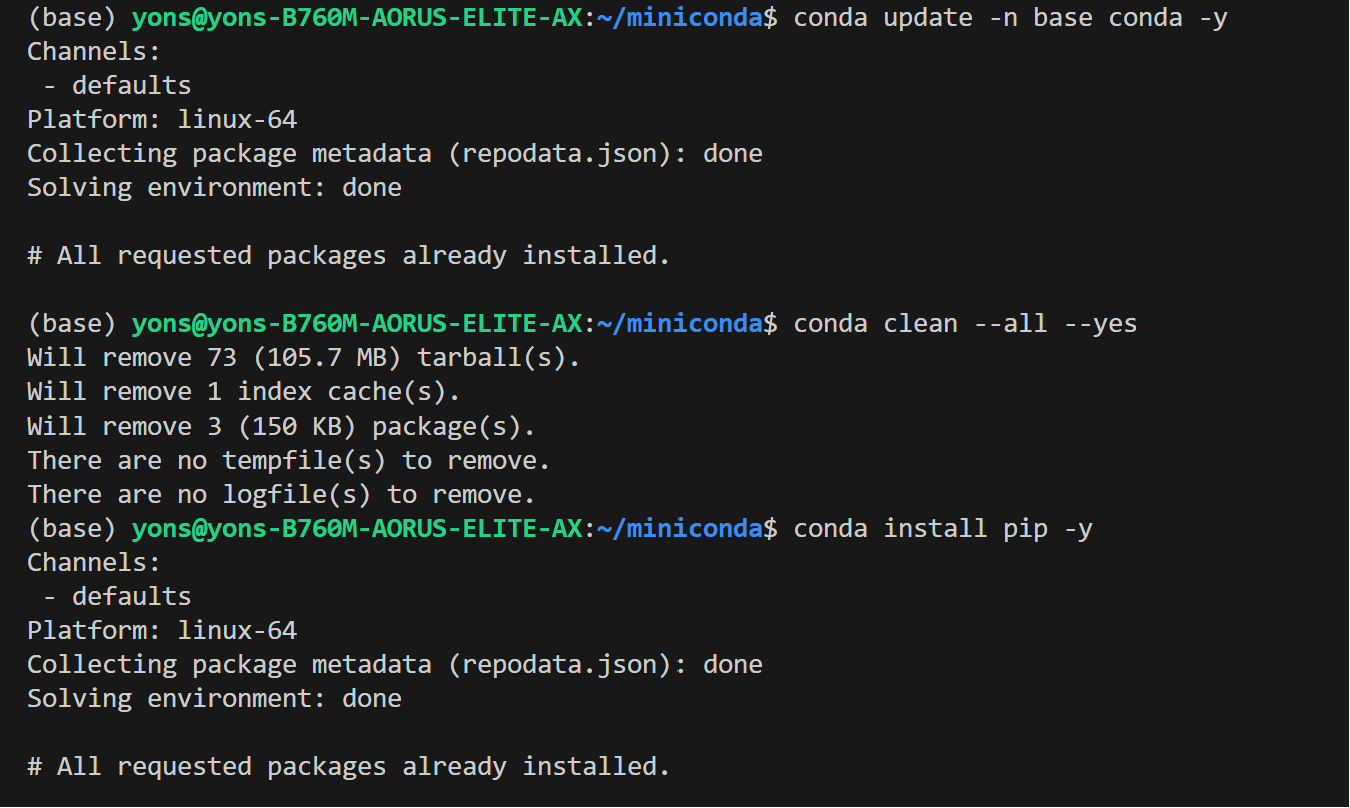 (base) yons@yons-B760M-AORUS-ELITE-AX:~/miniconda$ conda update -n base conda -y
Channels:
 - defaults
Platform: linux-64
Collecting package metadata (repodata.json): done
Solving environment: done

# All requested packages already installed.

(base) yons@yons-B760M-AORUS-ELITE-AX:~/miniconda$ conda clean --all --yes
Will remove 73 (105.7 MB) tarball(s).
Will remove 1 index cache(s).
Will remove 3 (150 KB) package(s).
There are no tempfile(s) to remove.
There are no logfile(s) to remove.
(base) yons@yons-B760M-AORUS-ELITE-AX:~/miniconda$ conda install pip -y
Channels:
 - defaults
Platform: linux-64
Collecting package metadata (repodata.json): done
Solving environment: done

# All requested packages already installed.